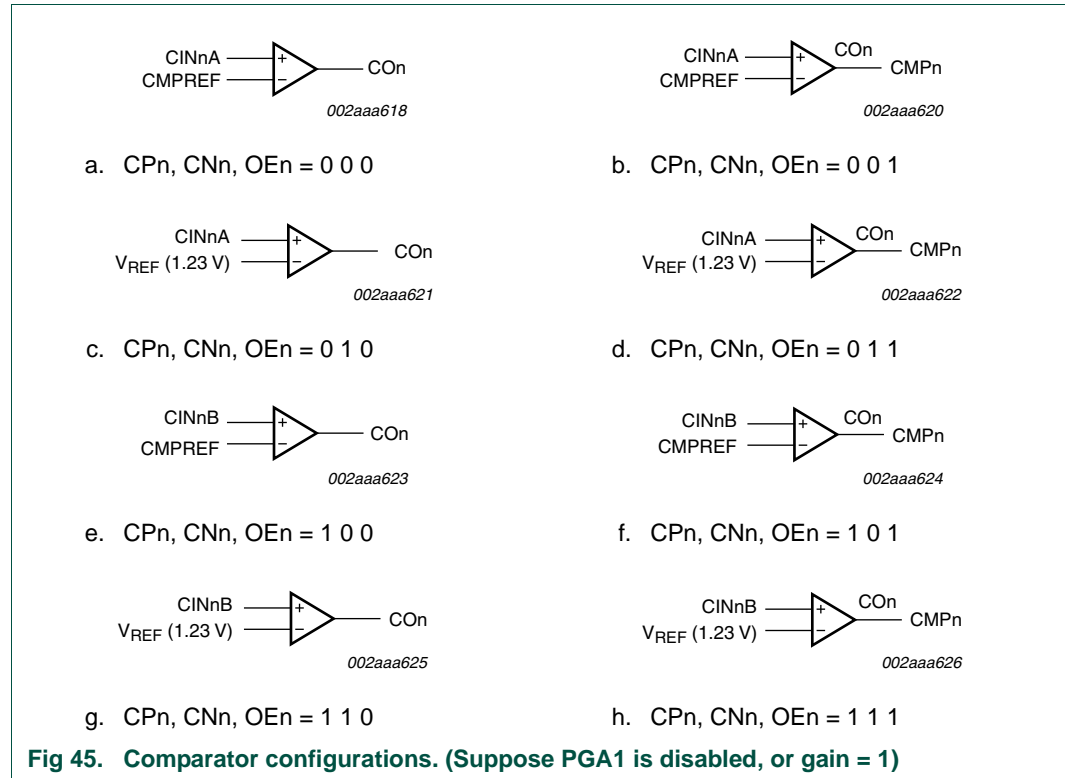 CINnA
CMPREF
+
−
COn
002aaa618
a. CPn, CNn, OEn = 0 0 0
CINnA
CMPREF
+
−
COn
CMPn
002aaa620
b. CPn, CNn, OEn = 0 0 1
CINnA
VREF (1.23 V)
+
−
COn
002aaa621
c. CPn, CNn, OEn = 0 1 0
CINnA
VREF (1.23 V)
+
−
COn
CMPn
002aaa622
d. CPn, CNn, OEn = 0 1 1
CINnB
CMPREF
+
−
COn
002aaa623
e. CPn, CNn, OEn = 1 0 0
CINnB
CMPREF
+
−
COn
CMPn
002aaa624
f. CPn, CNn, OEn = 1 0 1
CINnB
VREF (1.23 V)
+
−
COn
002aaa625
g. CPn, CNn, OEn = 1 1 0
CINnB
VREF (1.23 V)
+
−
COn
CMPn
002aaa626
h. CPn, CNn, OEn = 1 1 1
Fig 45. Comparator configurations. (Suppose PGA1 is disabled, or gain = 1)